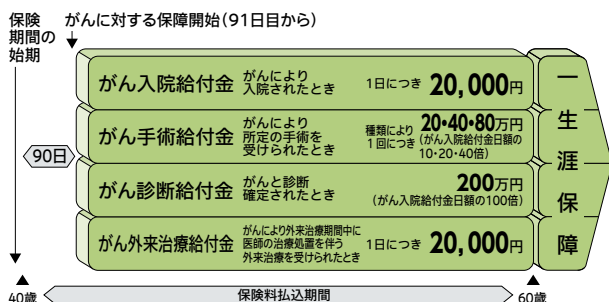 保険
期間の
始期
がんに対する保障開始(91日目から)
がん入院給付金
がんにより
入院されたとき
1日につき 20,000円
がん手術給付金
がんにより
所定の手術を
受けられたとき
種類により
1回につき
20・40・80万円
(がん入院給付金日額の
10・20・40倍)
90日
がん診断給付金
がんと診断
確定されたとき
200万円
(がん入院給付金日額の100倍)
がん外来治療給付金
がんにより外来治療期間中に
医師の治療処置を伴う
外来治療を受けられたとき
1日につき 20,000円
一生涯保障
40歳
保険料払込期間
60歳